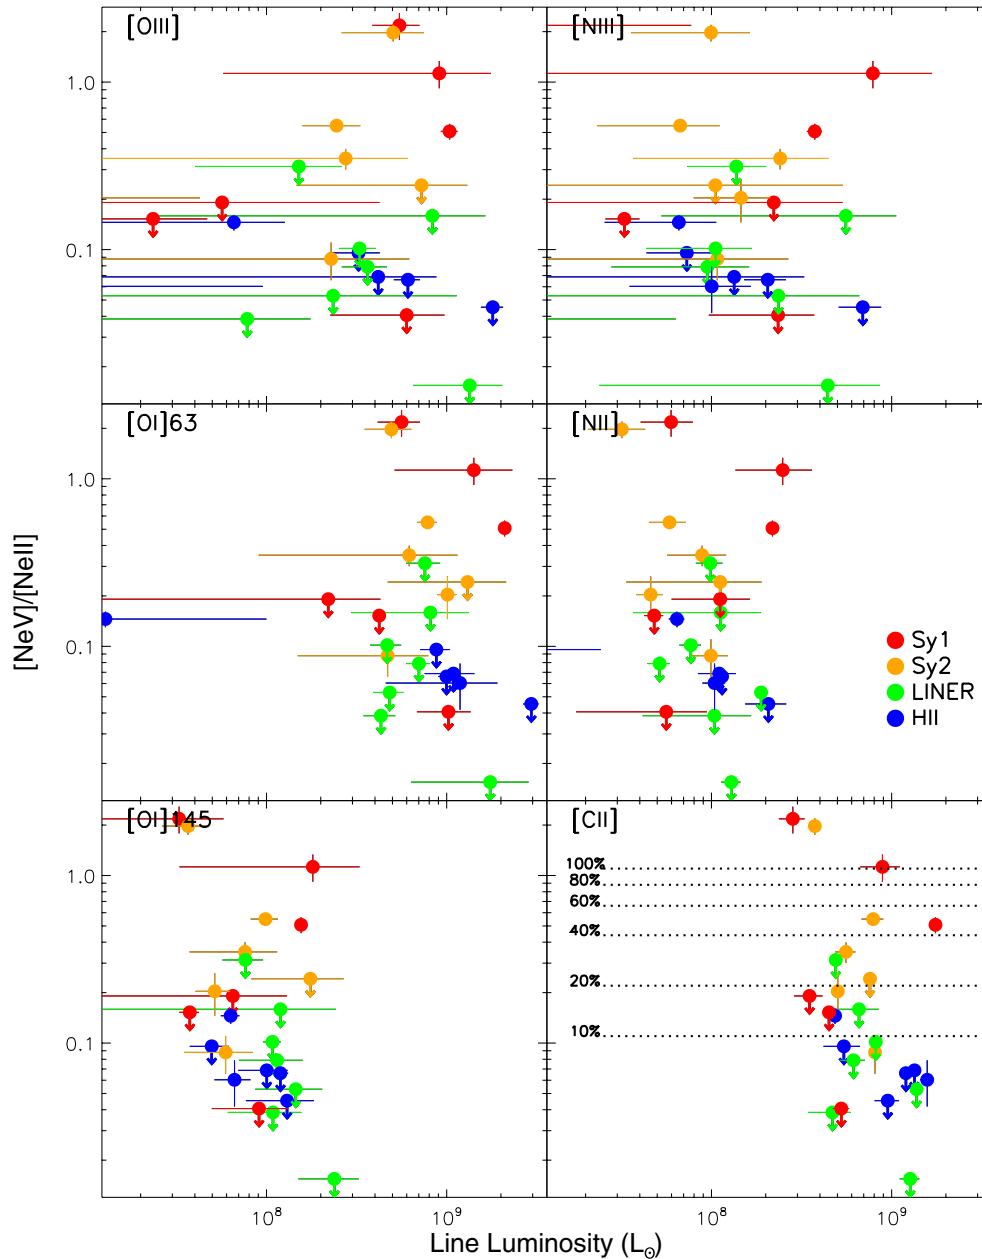 [OIII]
[NIII]
1.0
0.1
[OI]63
[NII]
1.0
0.1
[NeV]/[NeII]
Sy1
Sy2
LINER
HII
[OI]145
[CII]
1.0
0.1
100%
80%
60%
40%
20%
10%
10⁸
10⁹
10⁸
10⁹
Line Luminosity (L☉)